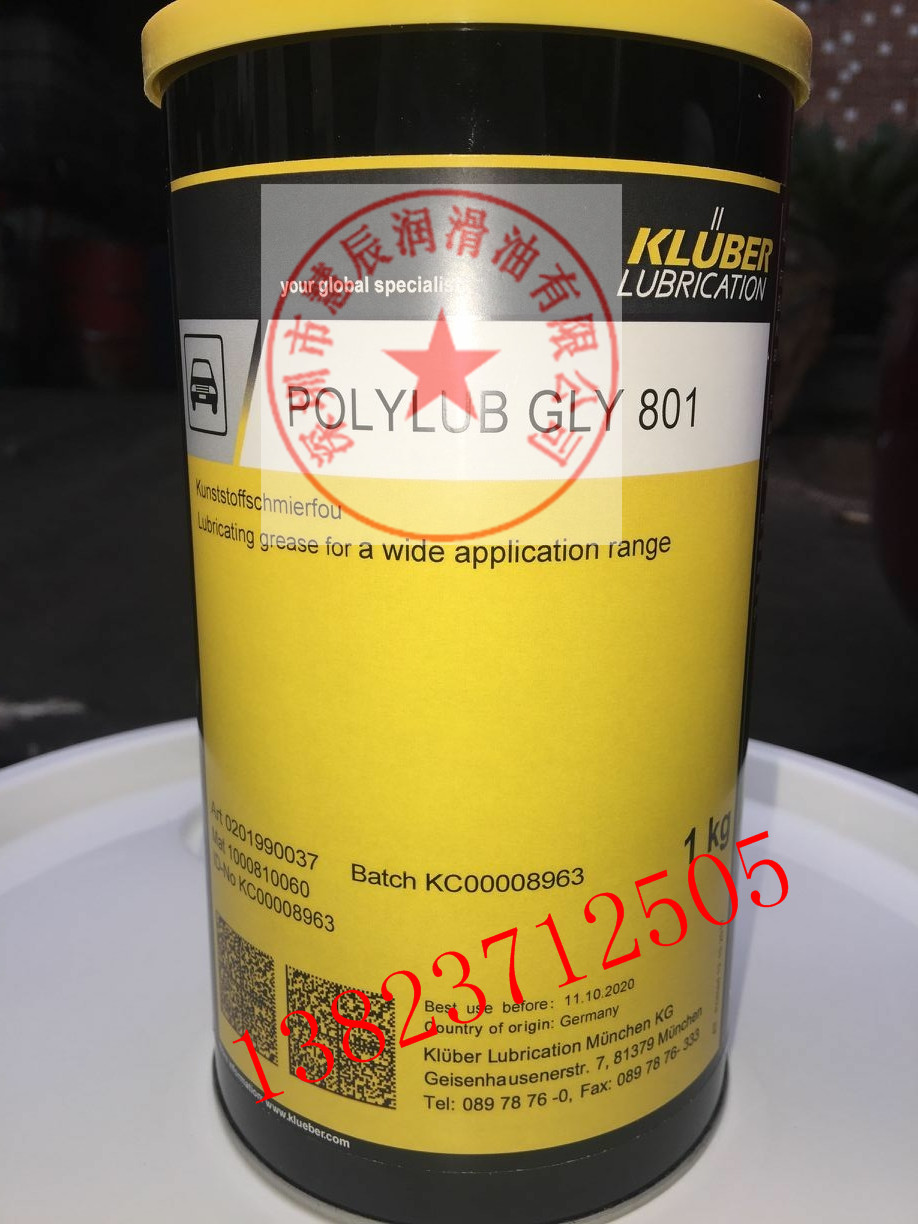 KLÜBER
LUBRICATION
your global specialist
深圳市慧辰润滑油有限公司
POLYLUB GLY 801
Kunststoffschmierfou
Lubricating grease for a wide application range
1 kg
Art 0201990037
Mat 1000810060
ID-No KC00008963
Batch KC00008963
13823712505
Best use before: 11.10.2020
Country of origin: Germany
Klüber Lubrication München KG
Geisenhausenerstr. 7, 81379 München
Tel: 089 78 76 -0, Fax: 089 78 76- 333
www.klueber.com